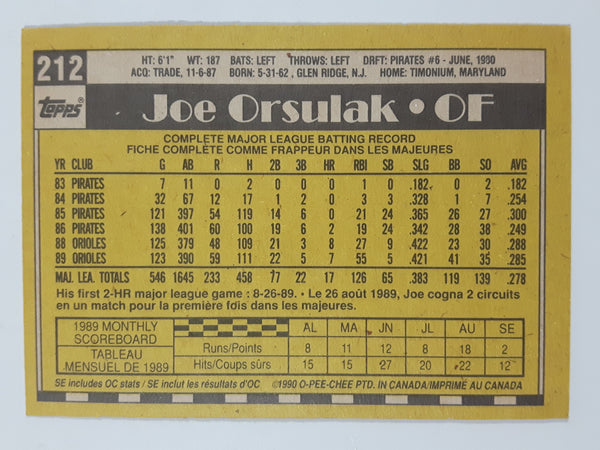 212
HT: 6'1" WT: 187 BATS: LEFT THROWS: LEFT DRFT: PIRATES #6 - JUNE, 1980
ACQ: TRADE, 11-6-87 BORN: 5-31-62, GLEN RIDGE, N.J. HOME: TIMONIUM, MARYLAND
Topps Joe Orsulak • OF
COMPLETE MAJOR LEAGUE BATTING RECORD
FICHE COMPLÈTE COMME FRAPPEUR DANS LES MAJEURES
YR CLUB G AB R H 2B 3B HR RBI SB SLG BB SO AVG
83 PIRATES 7 11 0 2 0 0 0 1 0 .182 0 2 .182
84 PIRATES 32 67 12 17 1 2 0 3 3 .328 1 7 .254
85 PIRATES 121 397 54 119 14 6 0 21 24 .365 26 27 .300
86 PIRATES 138 401 60 100 19 6 2 19 24 .342 28 38 .249
88 ORIOLES 125 379 48 109 21 3 8 27 9 .422 23 30 .288
89 ORIOLES 123 390 59 111 22 5 7 55 5 .421 41 35 .285
MAJ. LEA. TOTALS 546 1645 233 458 77 22 17 126 65 .383 119 139 .278
His first 2-HR major league game : 8-26-89. • Le 26 août 1989, Joe cogna 2 circuits
en un match pour la première fdis dans les majeures.
1989 MONTHLY SCOREBOARD AL MA JN JL AU SE
TABLEAU MENSUEL DE 1989 Runs/Points 8 11 12 8 18 2
Hits/Coups sûrs 15 15 27 20 22 12
SE includes OC stats / SE inclut les résultats d'OC ©1990 O-PEE-CHEE PTD. IN CANADA/IMPRIMÉ AU CANADA